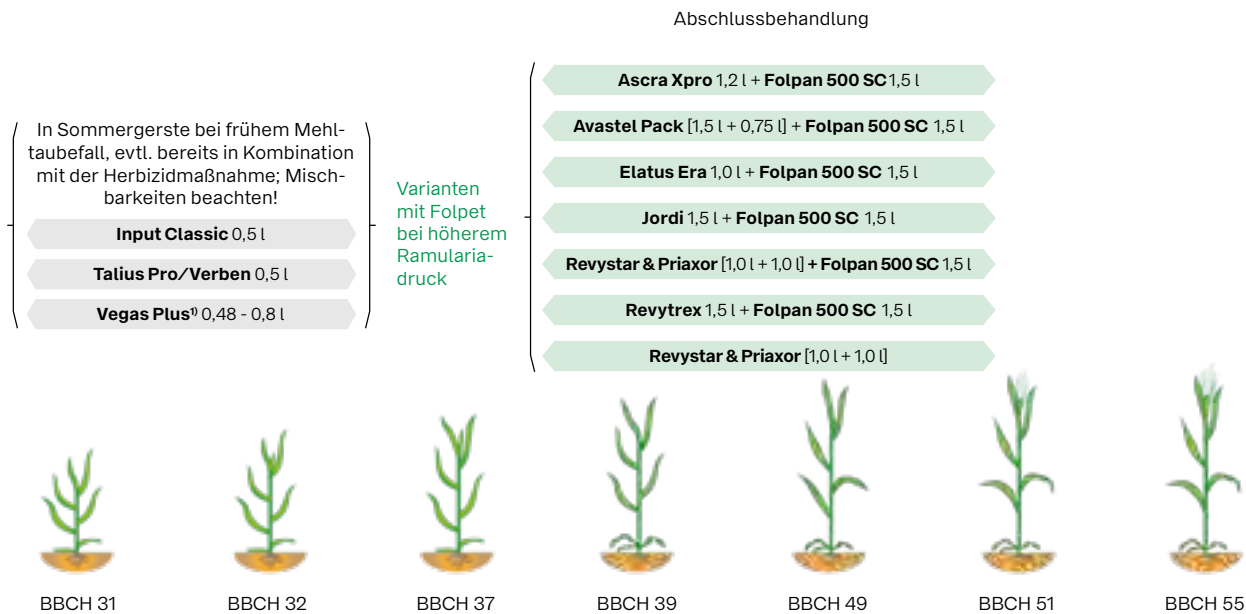 Abschlussbehandlung
In Sommergerste bei frühem Mehl-
taubefall, evtl. bereits in Kombination
mit der Herbizidmaßnahme; Misch-
barkeiten beachten!
Input Classic 0,5 l
Talius Pro/Verben 0,5 l
Vegas Plus¹⁾ 0,48 - 0,8 l
Varianten
mit Folpet
bei höherem
Ramularia-
druck
Ascra Xpro 1,2 l + Folpan 500 SC 1,5 l
Avastel Pack [1,5 l + 0,75 l] + Folpan 500 SC 1,5 l
Elatus Era 1,0 l + Folpan 500 SC 1,5 l
Jordi 1,5 l + Folpan 500 SC 1,5 l
Revystar & Priaxor [1,0 l + 1,0 l] + Folpan 500 SC 1,5 l
Revytrex 1,5 l + Folpan 500 SC 1,5 l
Revystar & Priaxor [1,0 l + 1,0 l]
BBCH 31 BBCH 32 BBCH 37 BBCH 39 BBCH 49 BBCH 51 BBCH 55